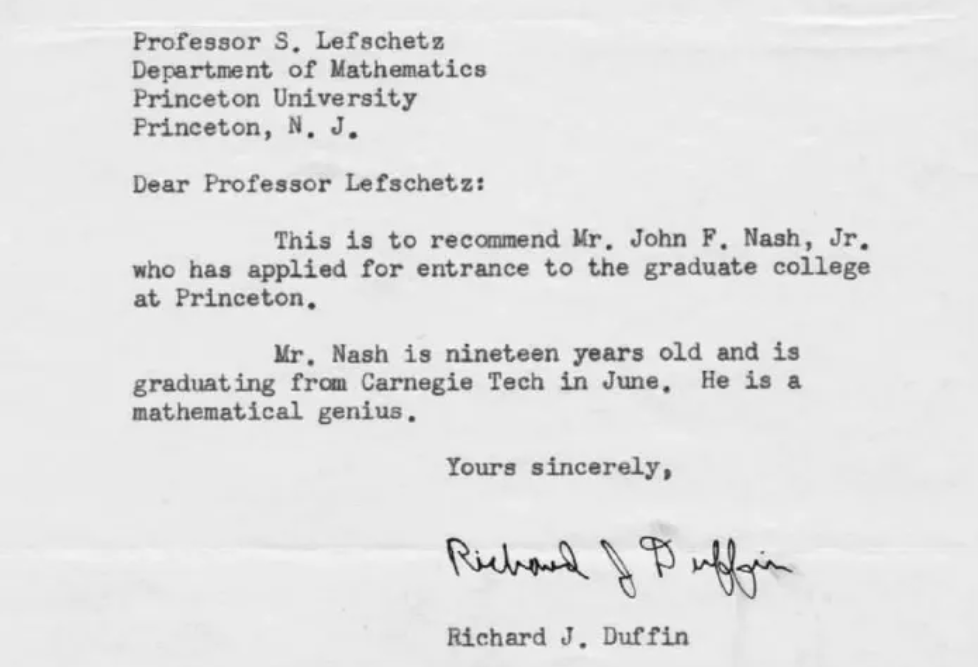 Professor S. Lefschetz
Department of Mathematics
Princeton University
Princeton, N. J.
Dear Professor Lefschetz:
This is to recommend Mr. John F. Nash, Jr.
who has applied for entrance to the graduate college
at Princeton.
Mr. Nash is nineteen years old and is
graduating from Carnegie Tech in June. He is a
mathematical genius.
Yours sincerely,
Richard J Duffin
Richard J. Duffin